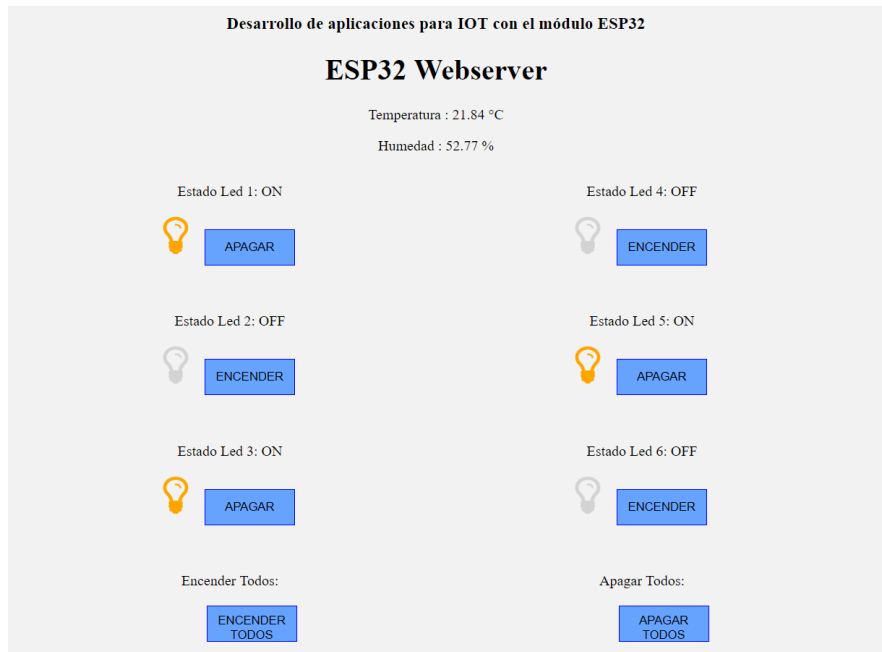 Desarrollo de aplicaciones para IOT con el módulo ESP32
ESP32 Webserver
Temperatura : 21.84 °C
Humedad : 52.77 %
Estado Led 1: ON
APAGAR
Estado Led 4: OFF
ENCENDER
Estado Led 2: OFF
ENCENDER
Estado Led 5: ON
APAGAR
Estado Led 3: ON
APAGAR
Estado Led 6: OFF
ENCENDER
Encender Todos:
ENCENDER
TODOS
Apagar Todos:
APAGAR
TODOS